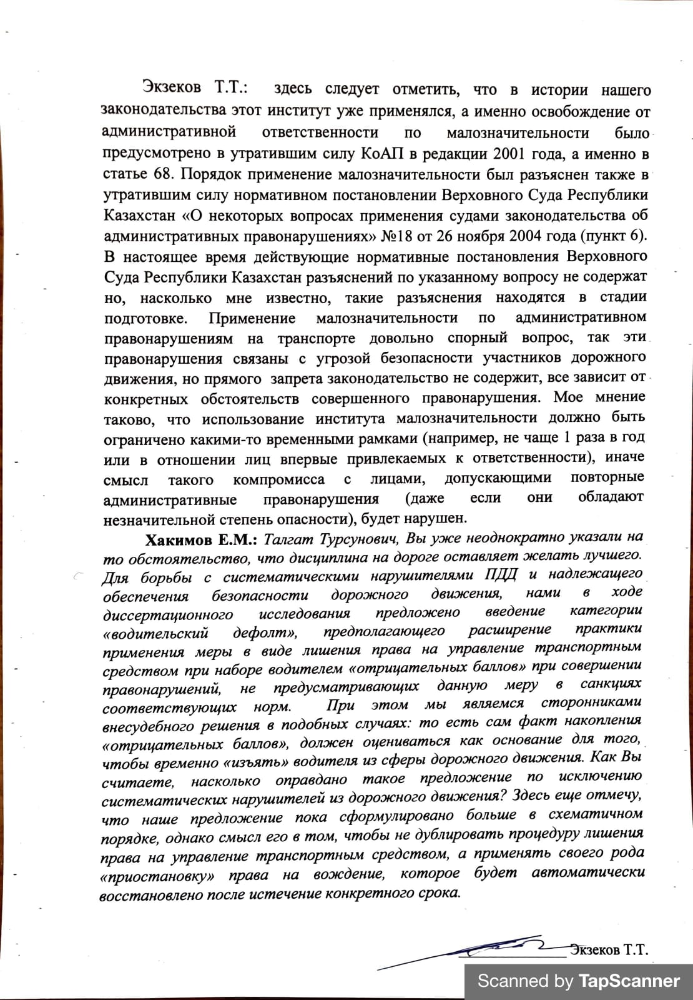 Экзеков Т.Т.: здесь следует отметить, что в истории нашего
законодательства этот институт уже применялся, а именно освобождение от
административной ответственности по малозначительности было
предусмотрено в утратившим силу КоАП в редакции 2001 года, а именно в
статье 68. Порядок применение малозначительности был разъяснен также в
утратившим силу нормативном постановлении Верховного Суда Республики
Казахстан «О некоторых вопросах применения судами законодательства об
административных правонарушениях» №18 от 26 ноября 2004 года (пункт 6).
В настоящее время действующие нормативные постановления Верховного
Суда Республики Казахстан разъяснений по указанному вопросу не содержат
но, насколько мне известно, такие разъяснения находятся в стадии
подготовке. Применение малозначительности по административном
правонарушениям на транспорте довольно спорный вопрос, так эти
правонарушения связаны с угрозой безопасности участников дорожного
движения, но прямого запрета законодательство не содержит, все зависит от
конкретных обстоятельств совершенного правонарушения. Мое мнение
таково, что использование института малозначительности должно быть
ограничено какими-то временными рамками (например, не чаще 1 раза в год
или в отношении лиц впервые привлекаемых к ответственности), иначе
смысл такого компромисса с лицами, допускающими повторные
административные правонарушения (даже если они обладают
незначительной степень опасности), будет нарушен.
Хакимов Е.М.: Талгат Турсунович, Вы уже неоднократно указали на
то обстоятельство, что дисциплина на дороге оставляет желать лучшего.
Для борьбы с систематическими нарушителями ПДД и надлежащего
обеспечения безопасности дорожного движения, нами в ходе
диссертационного исследования предложено введение категории
«водительский дефолт», предполагающего расширение практики
применения меры в виде лишения права на управление транспортным
средством при наборе водителем «отрицательных баллов» при совершении
правонарушений, не предусматривающих данную меру в санкциях
соответствующих норм. При этом мы являемся сторонниками
внесудебного решения в подобных случаях: то есть сам факт накопления
«отрицательных баллов», должен оцениваться как основание для того,
чтобы временно «изъять» водителя из сферы дорожного движения. Как Вы
считаете, насколько оправдано такое предложение по исключению
систематических нарушителей из дорожного движения? Здесь еще отмечу,
что наше предложение пока сформулировано больше в схематичном
порядке, однако смысл его в том, чтобы не дублировать процедуру лишения
права на управление транспортным средством, а применять своего рода
«приостановку» права на вождение, которое будет автоматически
восстановлено после истечение конкретного срока.
Экзеков Т.Т.
Scanned by TapScanner